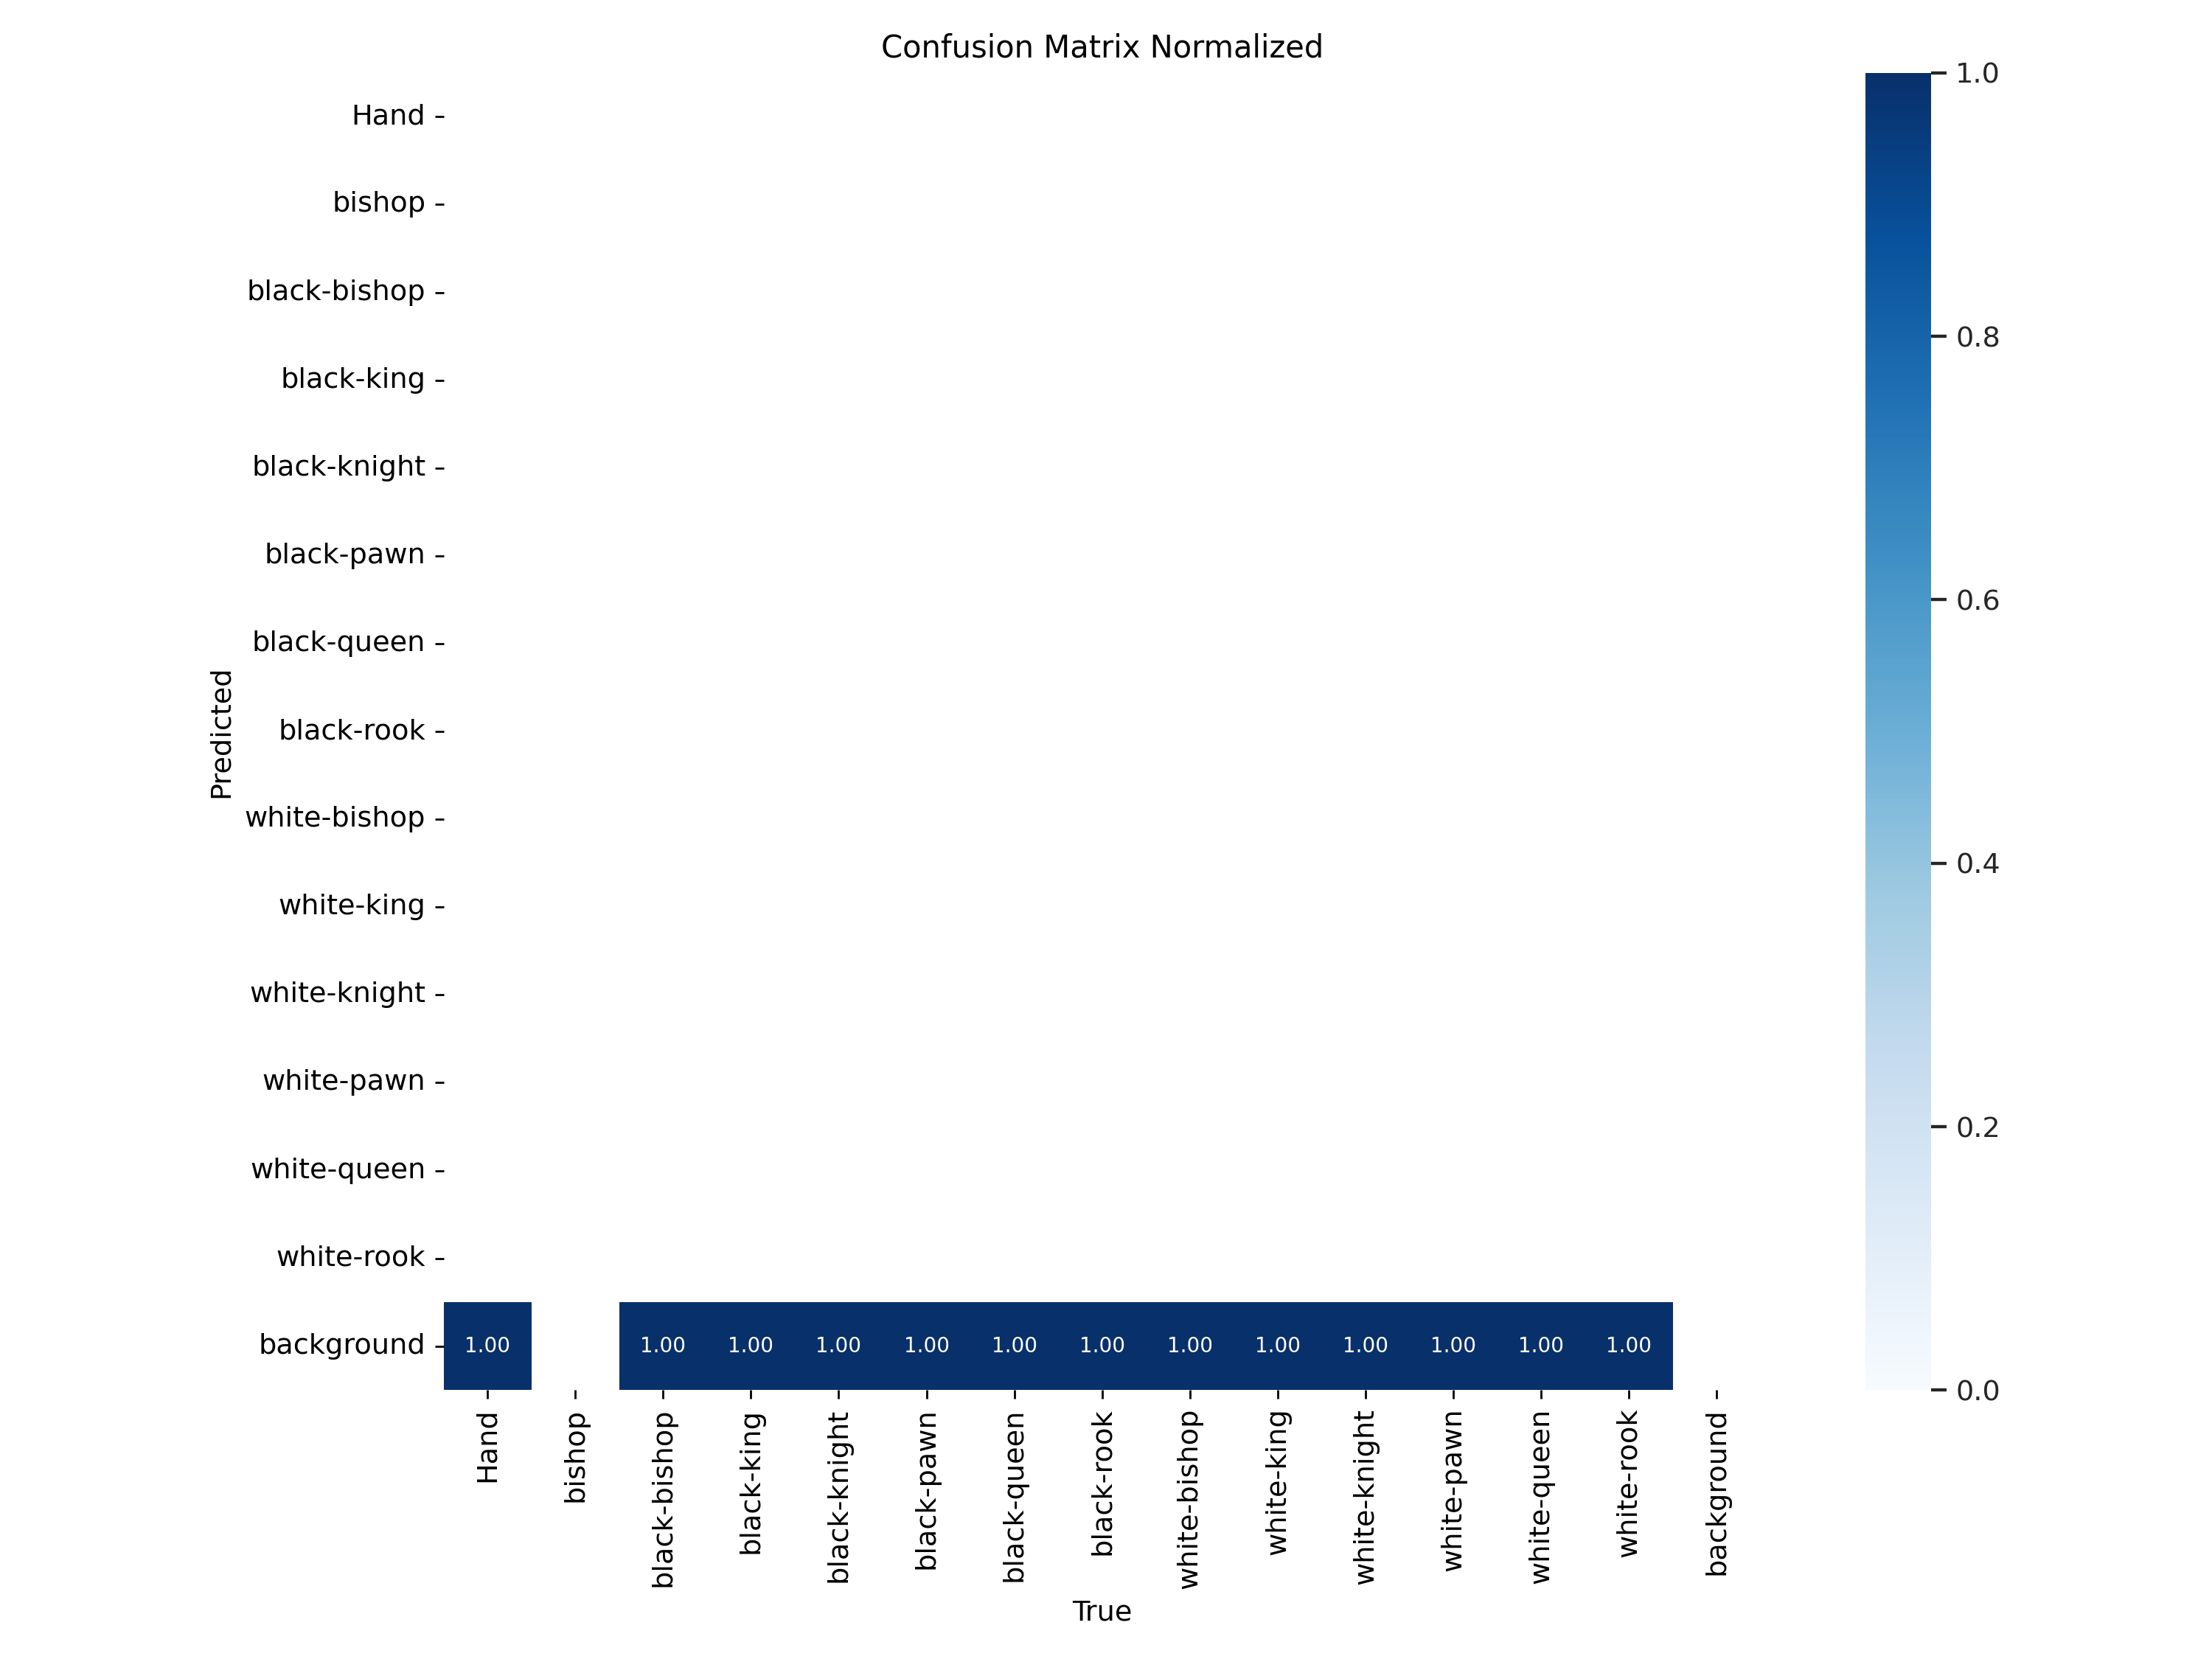 Confusion Matrix Normalized
Predicted
Hand
bishop
black-bishop
black-king
black-knight
black-pawn
black-queen
black-rook
white-bishop
white-king
white-knight
white-pawn
white-queen
white-rook
background
1.00 1.00 1.00 1.00 1.00 1.00 1.00 1.00 1.00 1.00 1.00 1.00 1.00
Hand bishop black-bishop black-king black-knight black-pawn black-queen black-rook white-bishop white-king white-knight white-pawn white-queen white-rook background
True
1.0
0.8
0.6
0.4
0.2
0.0